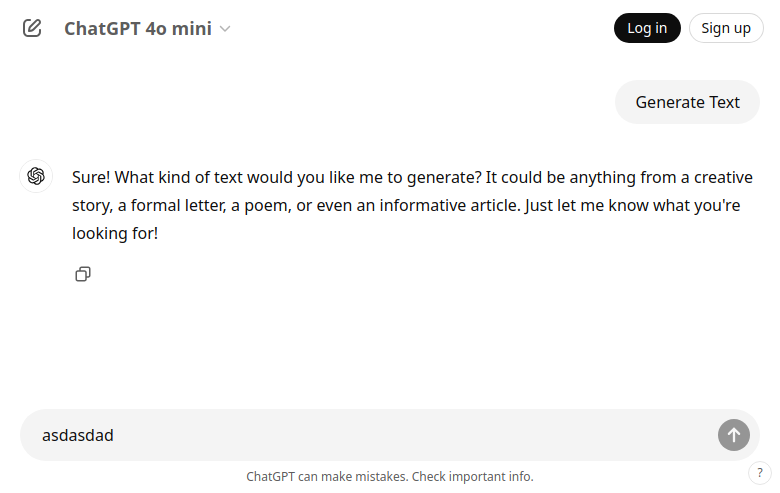 ChatGPT 4o mini
Log in
Sign up
Generate Text
Sure! What kind of text would you like me to generate? It could be anything from a creative
story, a formal letter, a poem, or even an informative article. Just let me know what you're
looking for!
asdasdad
ChatGPT can make mistakes. Check important info.
?